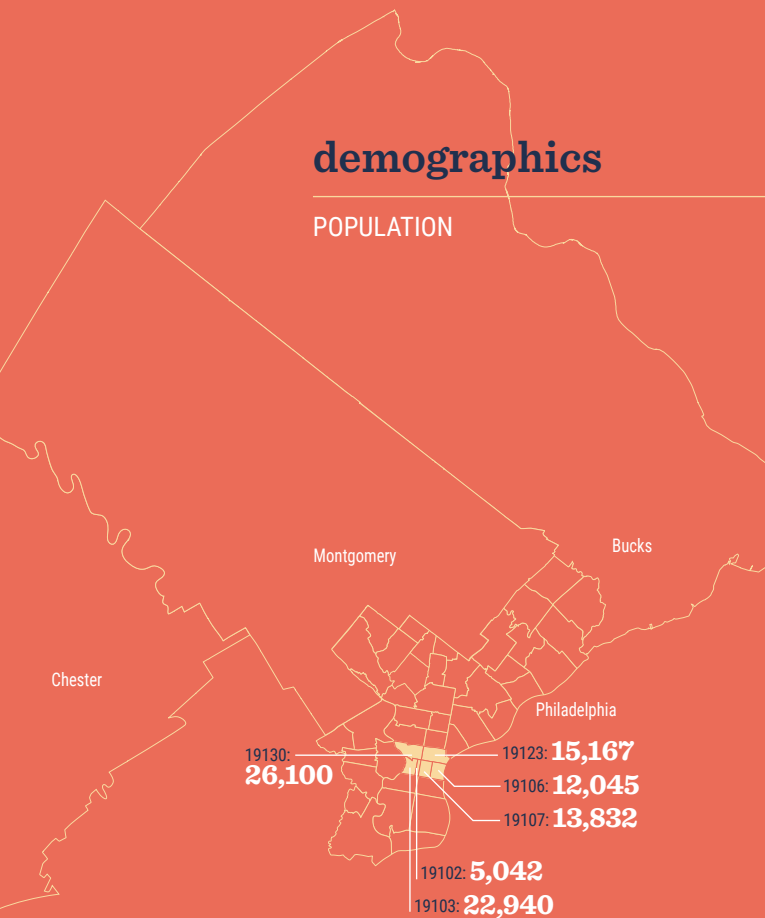 demographics
POPULATION
Montgomery
Bucks
Chester
Philadelphia
19130:
26,100
19123: 15,167
19106: 12,045
19107: 13,832
19102: 5,042
19103: 22,940